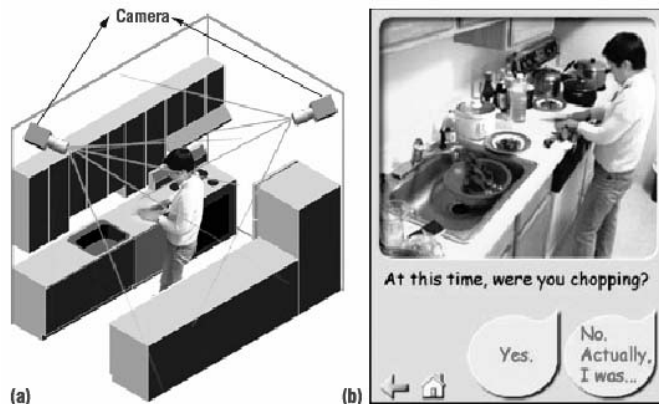 Camera
At this time, were you chopping?
Yes.
No.
Actually,
I was...
(a)
(b)